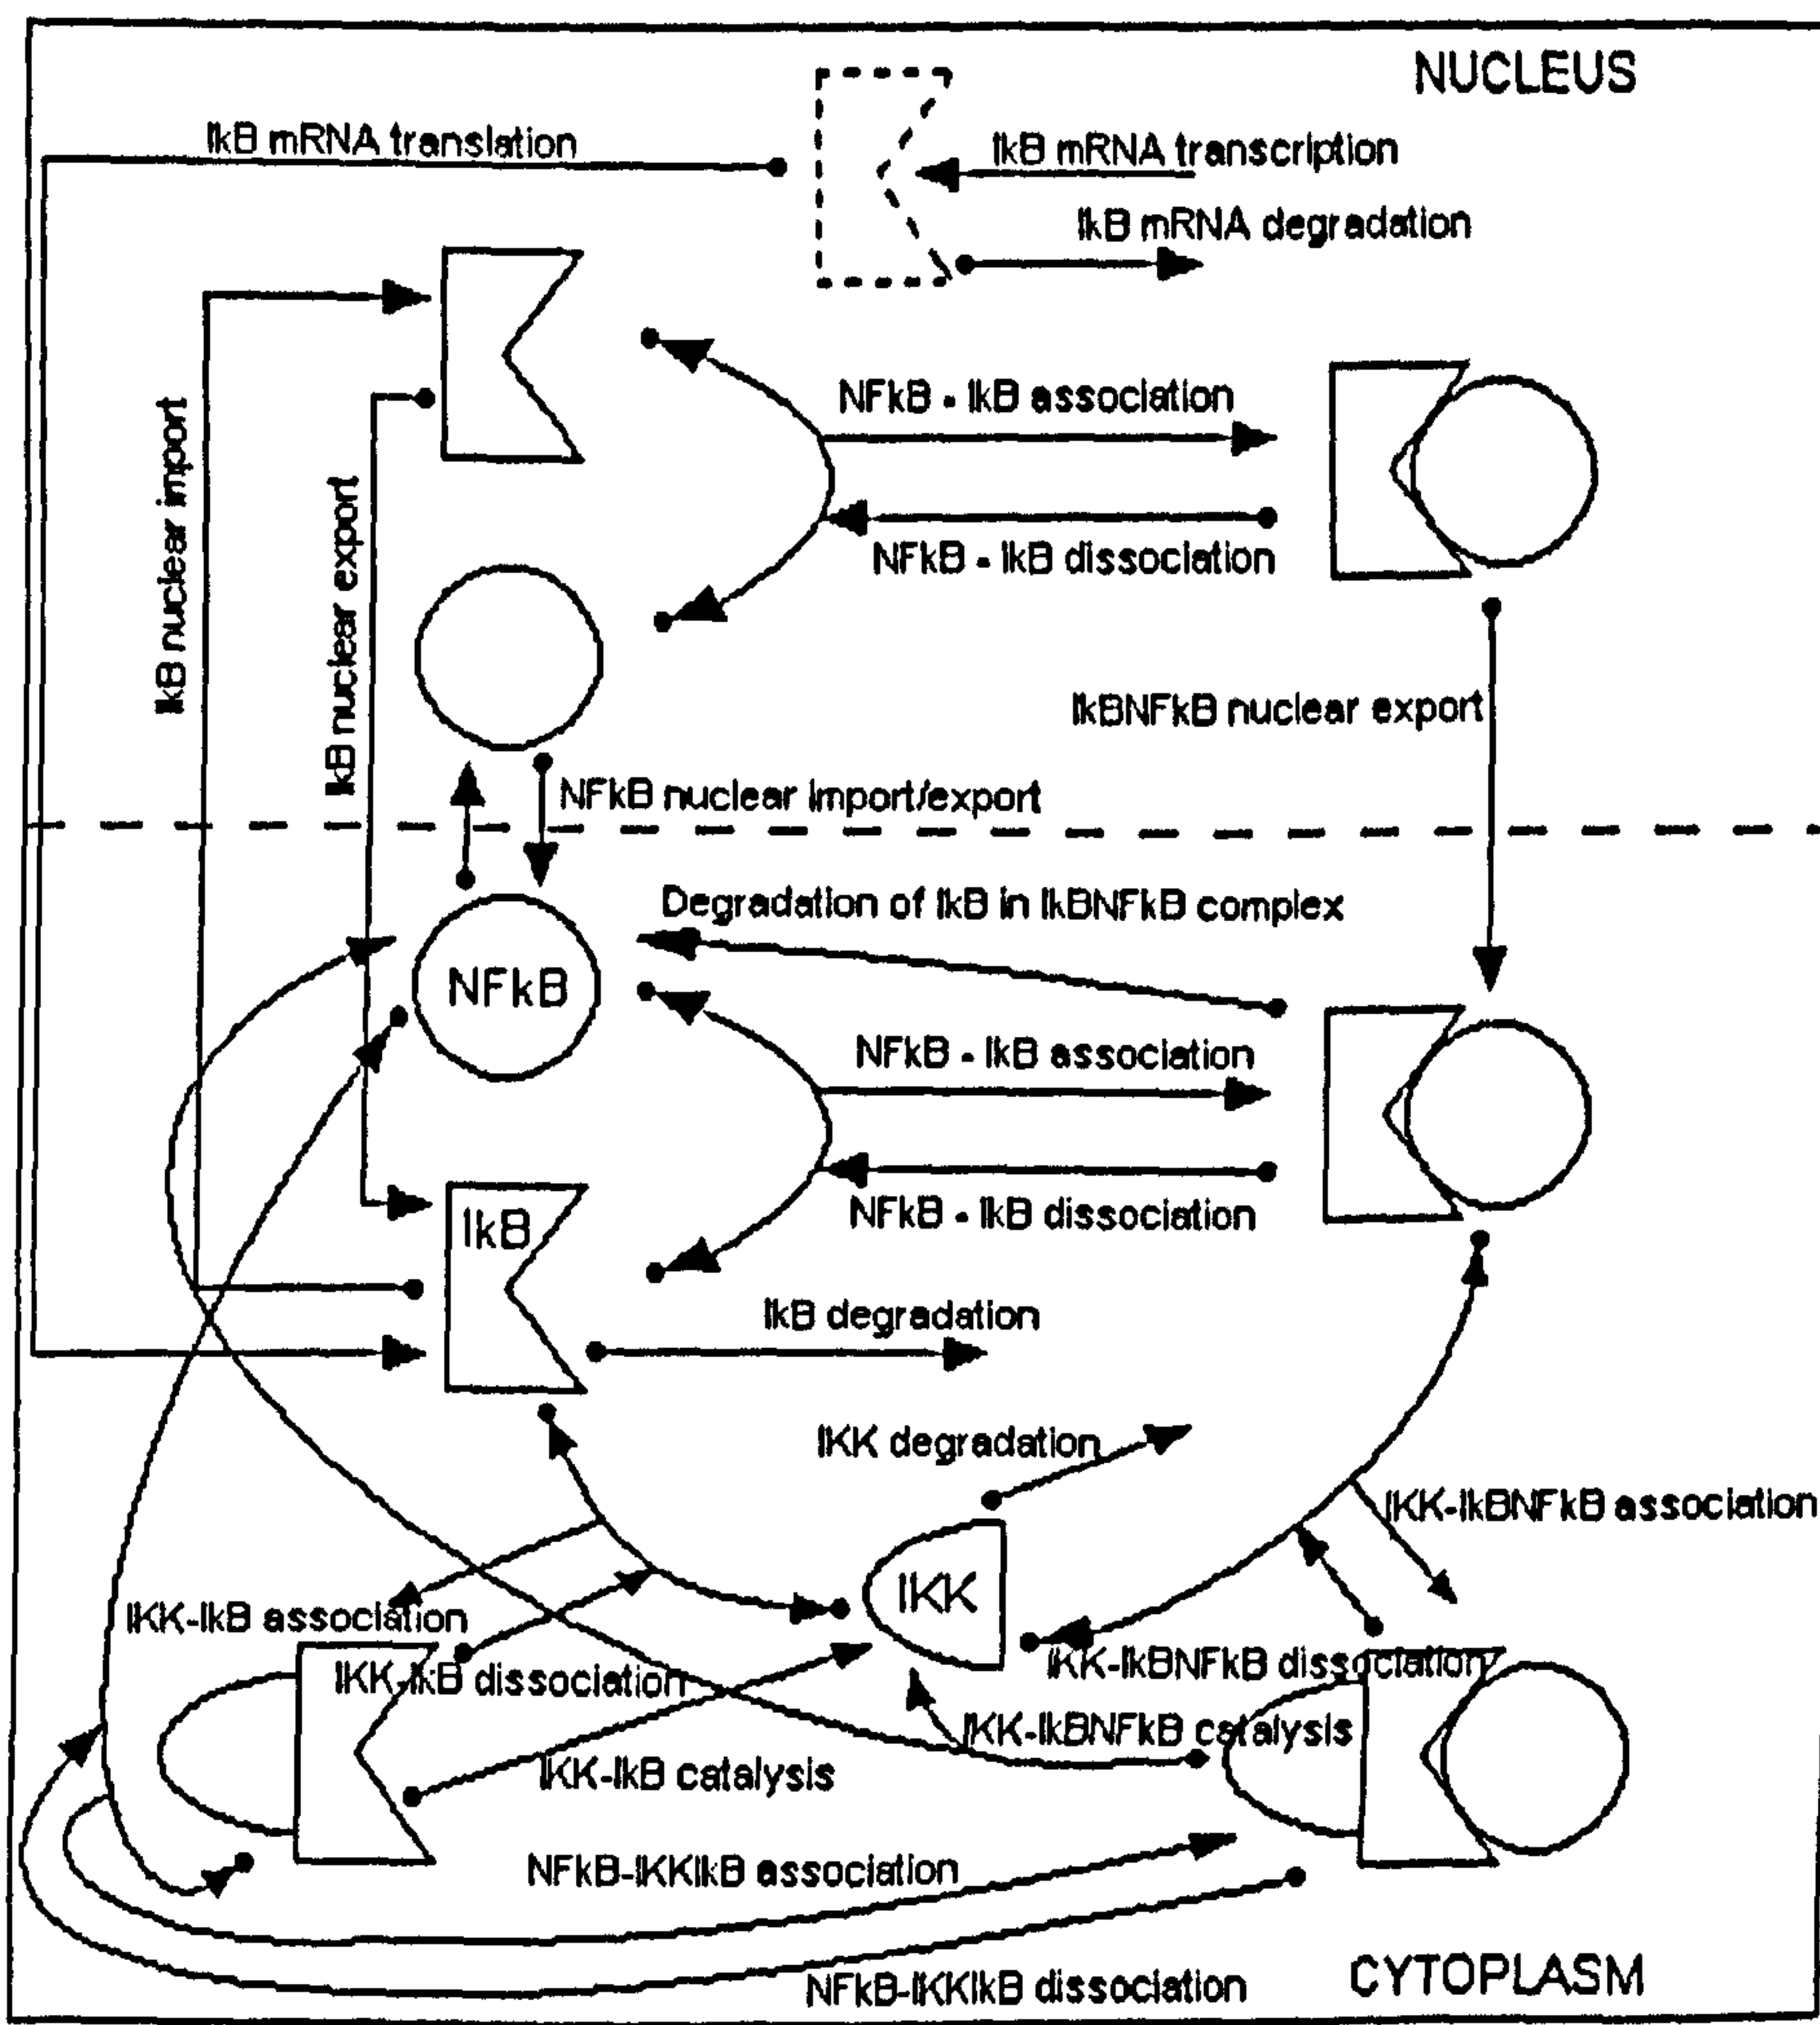 NUCLEUS
IkB mRNA translation
IkB mRNA transcription
IkB mRNA degradation
NFkB - IkB association
IkB nuclear import
IkB nuclear export
NFkB - IkB dissociation
IkBNFkB nuclear export
NFkB nuclear import/export
Degradation of IkB in IkBNFkB complex
NFkB
NFkB - IkB association
IkB
NFkB - IkB dissociation
IkB degradation
IKK degradation
IKK-IkBNFkB association
IKK
IKK-IkB association
IKK-IkB dissociation
IKK-IkBNFkB dissociation
IKK-IkBNFkB catalysis
IKK-IkB catalysis
NFkB-IKKIkB association
CYTOPLASM
NFkB-IKKIkB dissociation